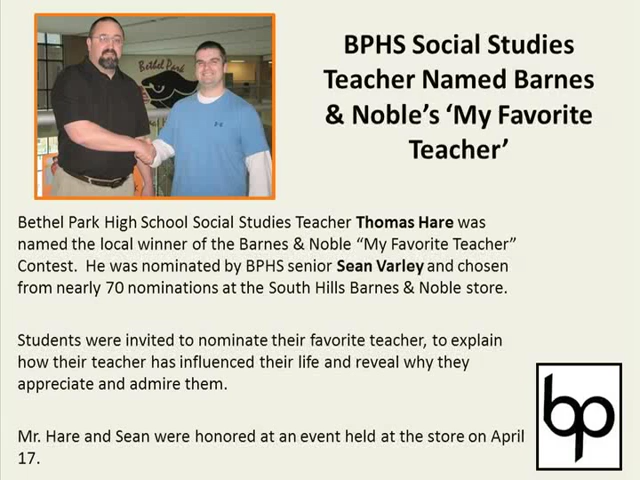 BPHS Social Studies
Teacher Named Barnes
& Noble’s ‘My Favorite
Teacher’
Bethel Park
Bethel Park High School Social Studies Teacher Thomas Hare was
named the local winner of the Barnes & Noble “My Favorite Teacher”
Contest.  He was nominated by BPHS senior Sean Varley and chosen
from nearly 70 nominations at the South Hills Barnes & Noble store.
Students were invited to nominate their favorite teacher, to explain
how their teacher has influenced their life and reveal why they
appreciate and admire them.
Mr. Hare and Sean were honored at an event held at the store on April
17.
bp